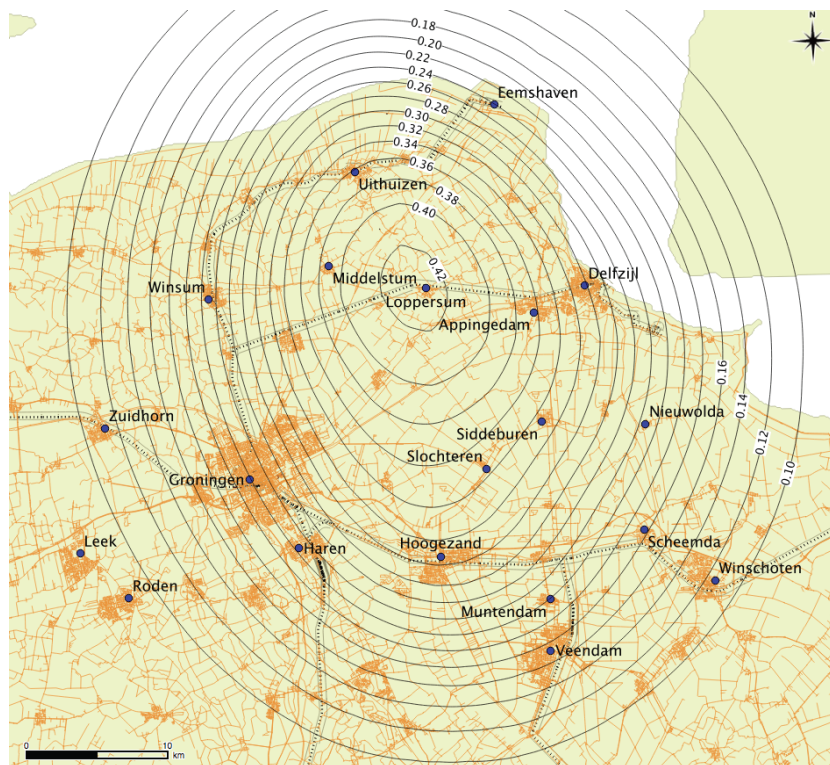 0.18
N
0.20
0.22
0.24
0.26
Eemshaven
0.28
0.30
0.32
0.34
0.36
Uithuizen
0.38
0.40
0.42
Middelstum
Delfzijl
Winsum
Loppersum
Appingedam
0.16
0.14
Zuidhorn
Nieuwolda
Siddeburen
0.12
Slochteren
0.10
Groningen
Leek
Hoogezand
Scheemda
Haren
Winschoten
Roden
Muntendam
Veendam
0 10
km